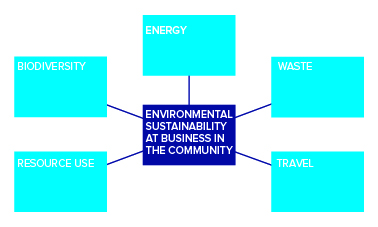 ENERGY
BIODIVERSITY
WASTE
ENVIRONMENTAL
SUSTAINABILITY
AT BUSINESS IN
THE COMMUNITY
RESOURCE USE
TRAVEL